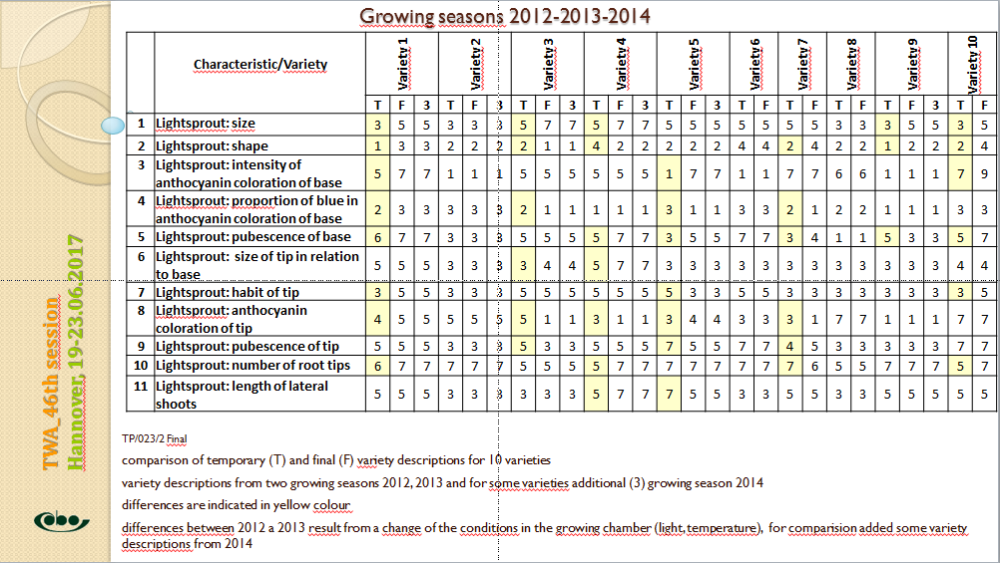 Growing seasons 2012-2013-2014
Characteristic/Variety Variety 1 Variety 2 Variety 3 Variety 4 Variety 5 Variety 6 Variety 7 Variety 8 Variety 9 Variety 10
T F 3 T F 3 T F 3 T F 3 T F 3 T F T F T F T F 3 T F
1 Lightsprout: size 3 5 5 3 3 3 5 7 7 5 7 7 5 5 5 5 5 5 5 3 3 3 5 5 3 5
2 Lightsprout: shape 1 3 3 2 2 2 2 1 1 4 2 2 2 2 2 4 4 2 4 2 2 1 2 2 2 4
3 Lightsprout: intensity of
anthocyanin coloration of base 5 7 7 1 1 1 5 5 5 5 5 5 1 7 7 1 1 7 7 6 6 1 1 1 7 9
4 Lightsprout: proportion of blue in
anthocyanin coloration of base 2 3 3 3 3 3 2 1 1 1 1 1 3 1 1 3 3 2 1 2 2 1 1 1 3 3
5 Lightsprout: pubescence of base 6 7 7 3 3 3 5 5 5 5 7 7 3 5 5 7 7 3 4 1 1 5 3 3 5 7
6 Lightsprout: size of tip in relation
to base 5 5 5 3 3 3 3 4 4 5 7 7 3 3 3 3 3 3 3 3 3 3 3 3 4 4
7 Lightsprout: habit of tip 3 5 5 3 3 3 5 5 5 5 5 5 5 3 3 5 5 3 3 3 3 3 3 3 3 5
8 Lightsprout: anthocyanin
coloration of tip 4 5 5 5 5 5 5 1 1 3 1 1 3 4 4 3 3 3 1 7 7 1 1 1 7 7
9 Lightsprout: pubescence of tip 5 5 5 3 3 3 5 3 3 5 5 5 7 5 5 7 7 4 5 3 3 3 3 3 7 7
10 Lightsprout: number of root tips 6 7 7 7 7 7 5 5 5 5 7 7 7 7 7 7 7 7 6 5 5 7 7 7 5 7
11 Lightsprout: length of lateral
shoots 5 5 5 3 3 3 3 3 3 5 7 7 7 5 5 3 3 5 5 3 3 5 5 5 5 5
TP/023/2 Final
comparison of temporary (T) and final (F) variety descriptions for 10 varieties
variety descriptions from two growing seasons 2012, 2013 and for some varieties additional (3) growing season 2014
differences are indicated in yellow colour
differences between 2012 a 2013 result from a change of the conditions in the growing chamber (light, temperature), for comparision added some variety
descriptions from 2014
TWA_46th session
Hannover, 19-23.06.2017